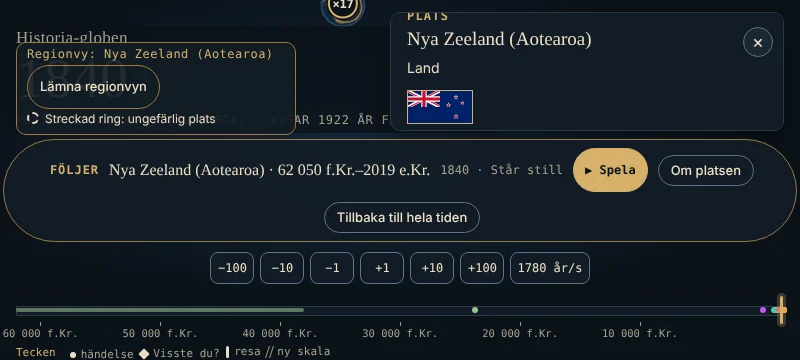 ×17
Historia-globen
Regionvy: Nya Zeeland (Aotearoa)
1840
Lämna regionvyn
Streckad ring: ungefärlig plats
VISAR 1922 ÅR F
PLATS
Nya Zeeland (Aotearoa)
×
Land
FÖLJER Nya Zeeland (Aotearoa) · 62 050 f.Kr.–2019 e.Kr. 1840 · Står still ▶ Spela Om platsen
Tillbaka till hela tiden
−100 −10 −1 +1 +10 +100 1780 år/s
60 000 f.Kr. 50 000 f.Kr. 40 000 f.Kr. 30 000 f.Kr. 20 000 f.Kr. 10 000 f.Kr.
Tecken händelse Visste du? resa // ny skala